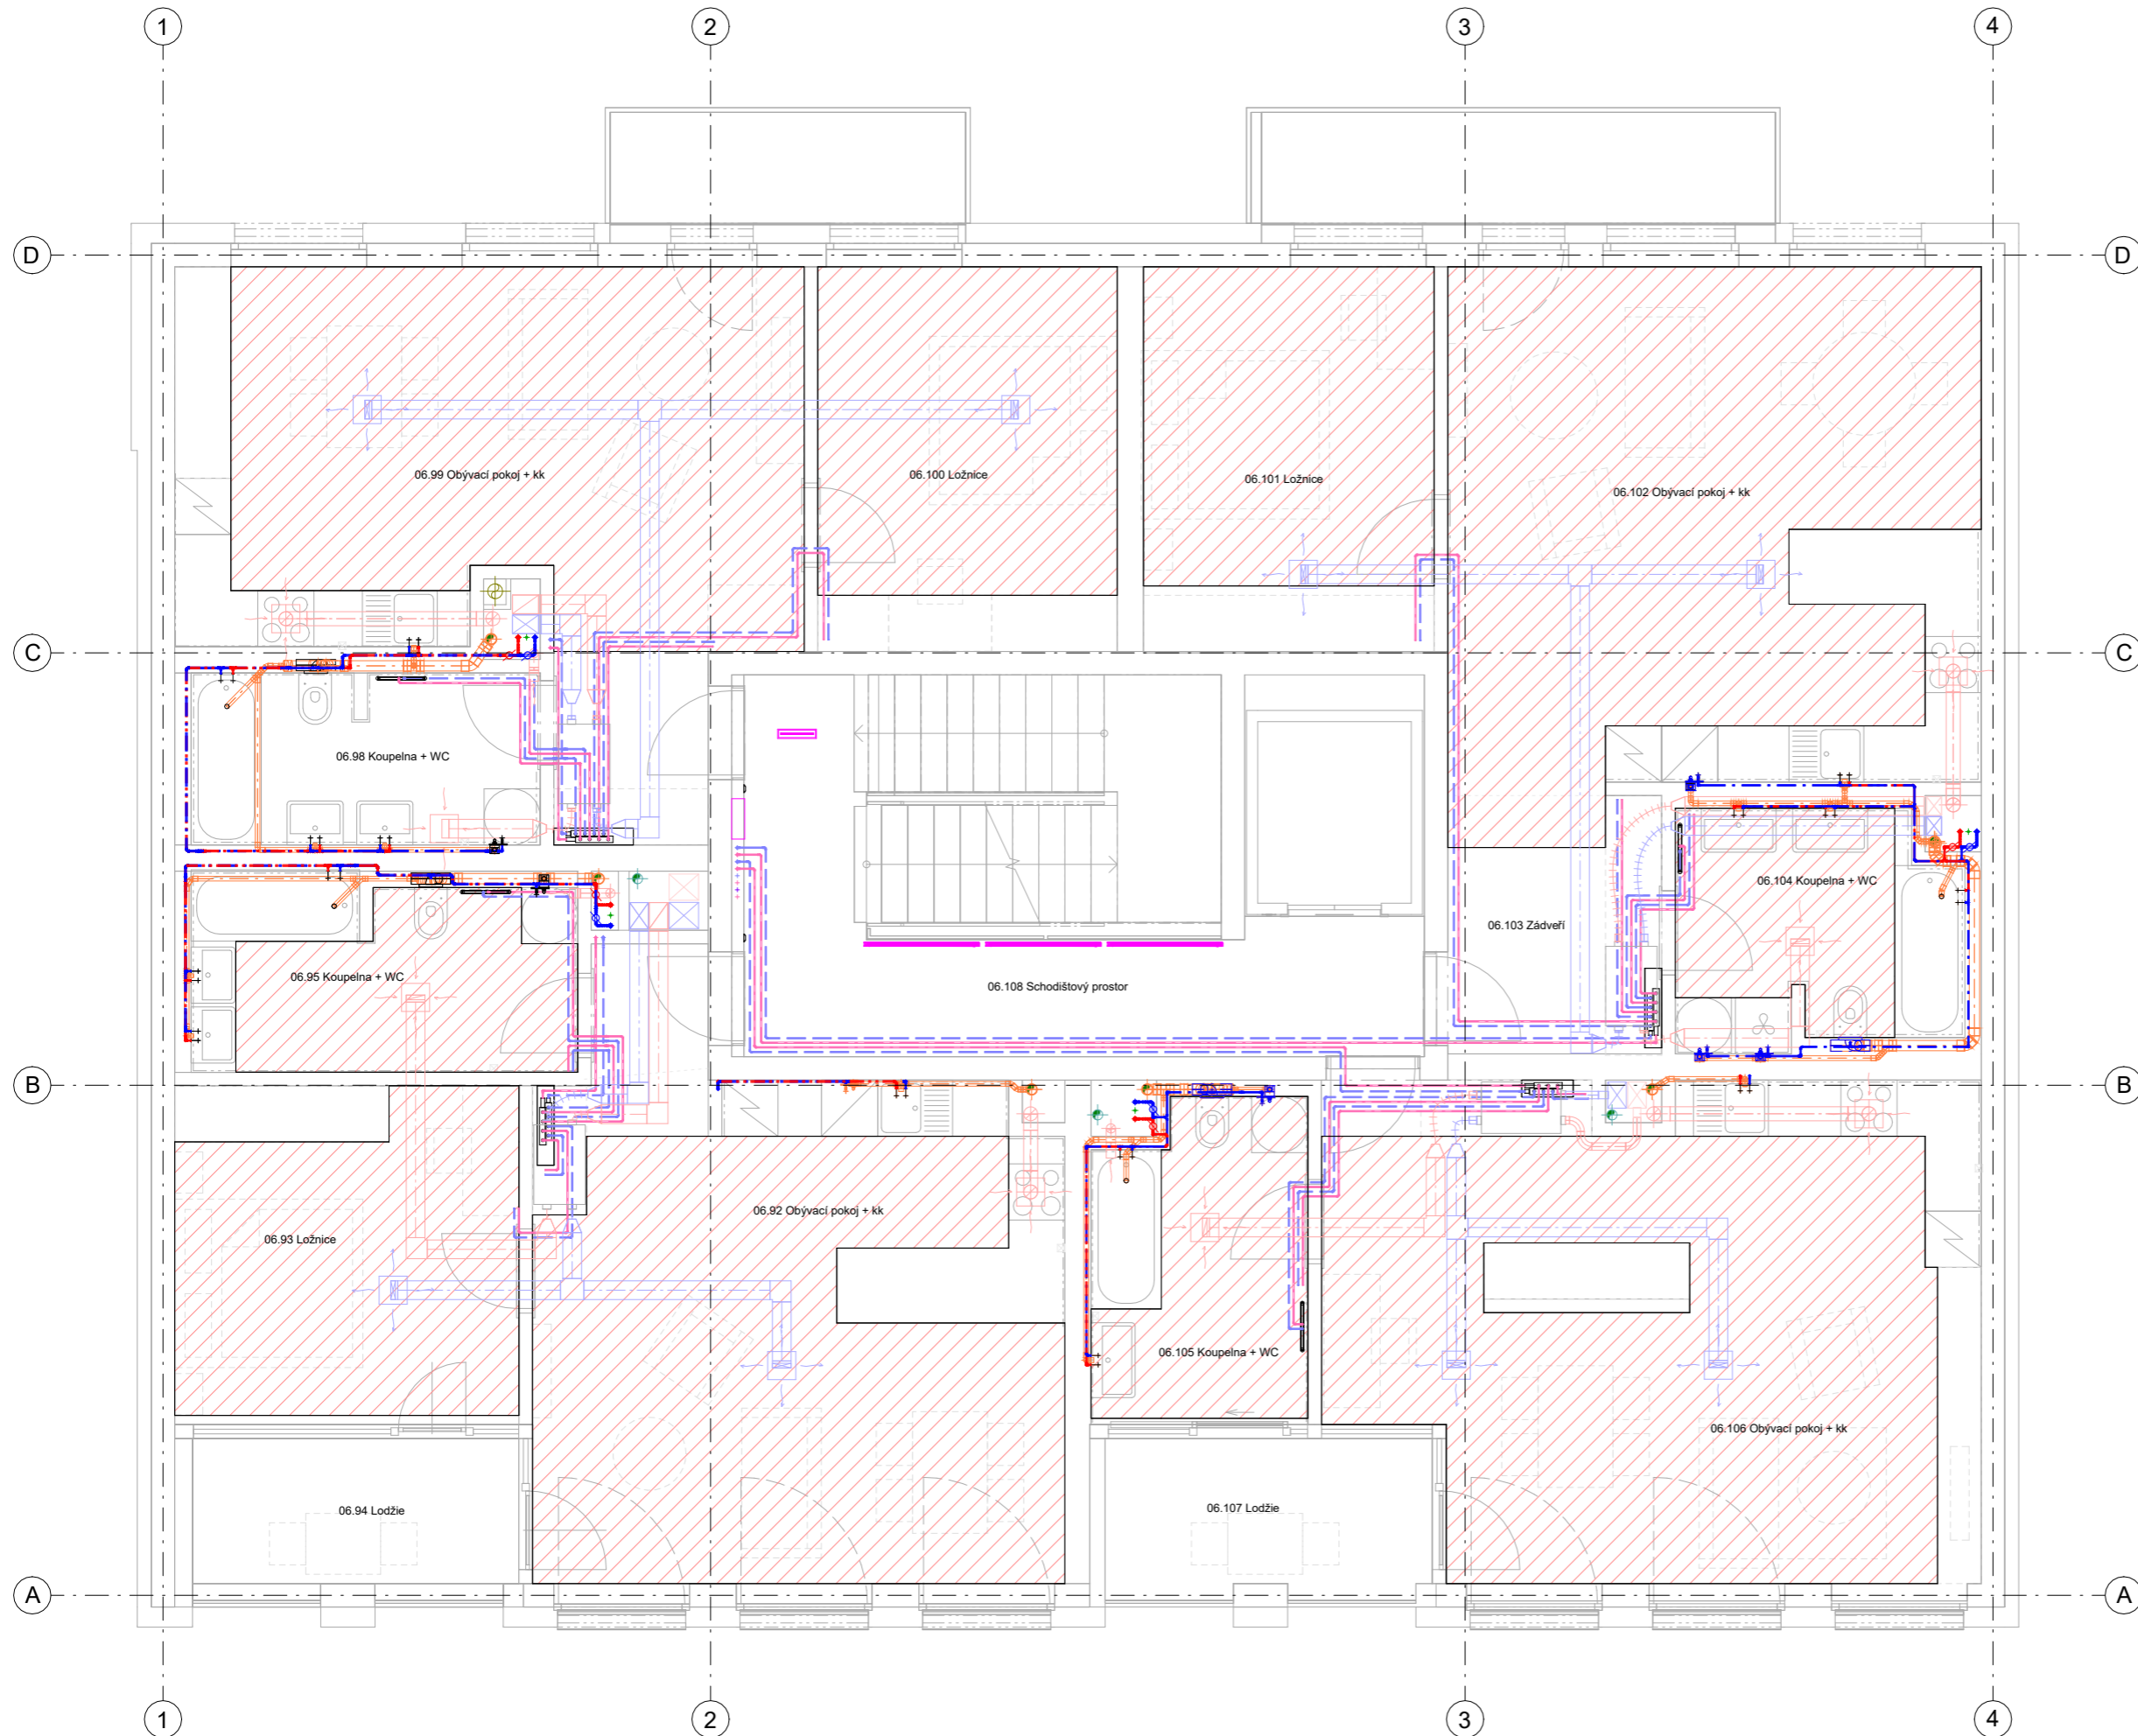 1 2 3 4
D D
06.99 Obývací pokoj + kk
06.100 Ložnice
06.101 Ložnice
06.102 Obývací pokoj + kk
C C
06.98 Koupelna + WC
06.104 Koupelna + WC
06.103 Zádveří
06.95 Koupelna + WC
06.108 Schodištový prostor
B B
06.92 Obývací pokoj + kk
06.93 Ložnice
06.105 Koupelna + WC
06.106 Obývací pokoj + kk
06.94 Lodžie
06.107 Lodžie
A A
1 2 3 4